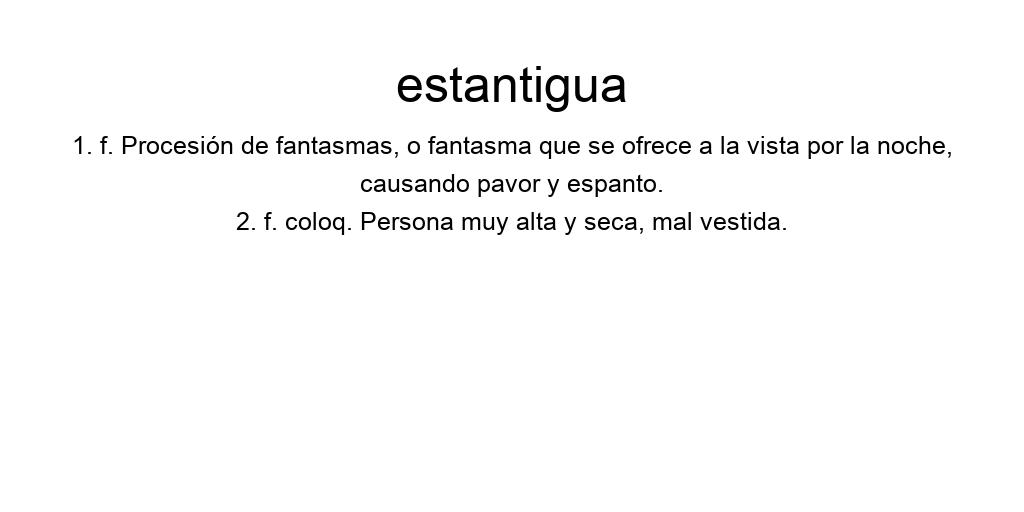 estantigua
1. f. Procesión de fantasmas, o fantasma que se ofrece a la vista por la noche,
causando pavor y espanto.
2. f. coloq. Persona muy alta y seca, mal vestida.